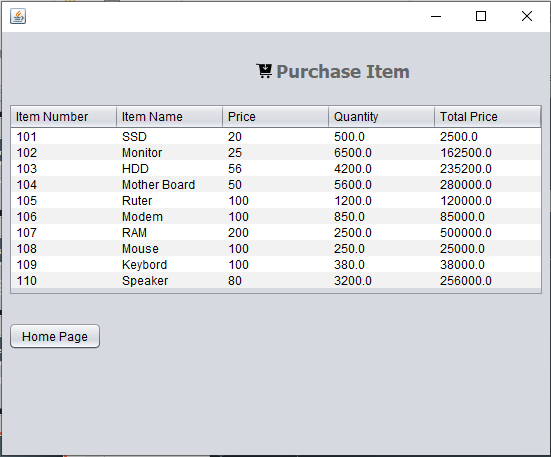 Purchase Item
Item Number Item Name Price Quantity Total Price
101 SSD 20 500.0 2500.0
102 Monitor 25 6500.0 162500.0
103 HDD 56 4200.0 235200.0
104 Mother Board 50 5600.0 280000.0
105 Ruter 100 1200.0 120000.0
106 Modem 100 850.0 85000.0
107 RAM 200 2500.0 500000.0
108 Mouse 100 250.0 25000.0
109 Keybord 100 380.0 38000.0
110 Speaker 80 3200.0 256000.0
Home Page